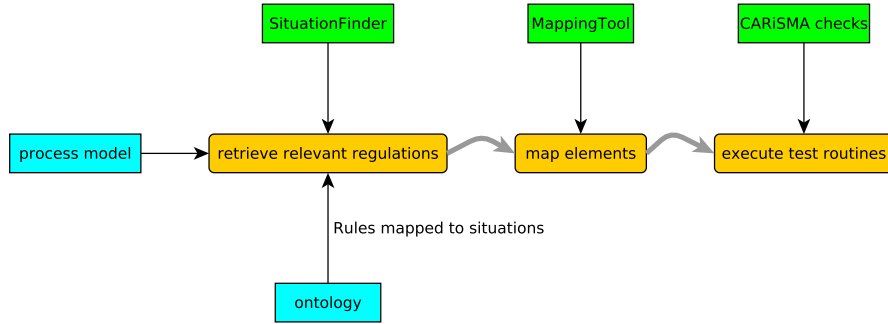 SituationFinder
MappingTool
CARiSMA checks
process model
retrieve relevant regulations
map elements
execute test routines
Rules mapped to situations
ontology